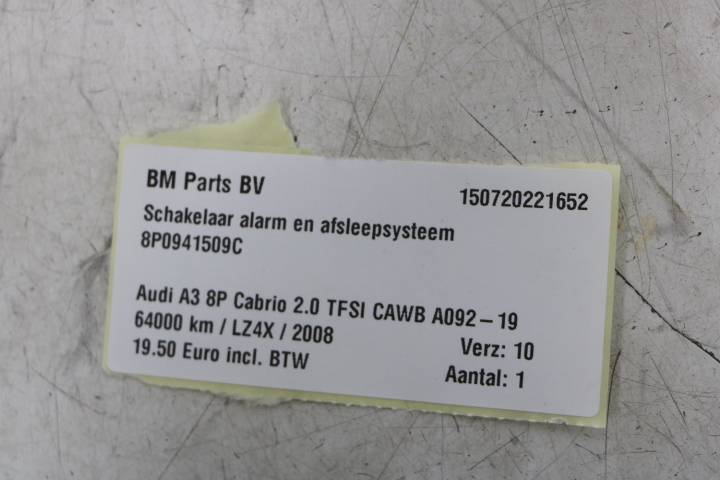 BM Parts BV 150720221652
Schakelaar alarm en afsleepsysteem
8P0941509C
Audi A3 8P Cabrio 2.0 TFSI CAWB A092-19
64000 km / LZ4X / 2008 Verz: 10
19.50 Euro incl. BTW Aantal: 1